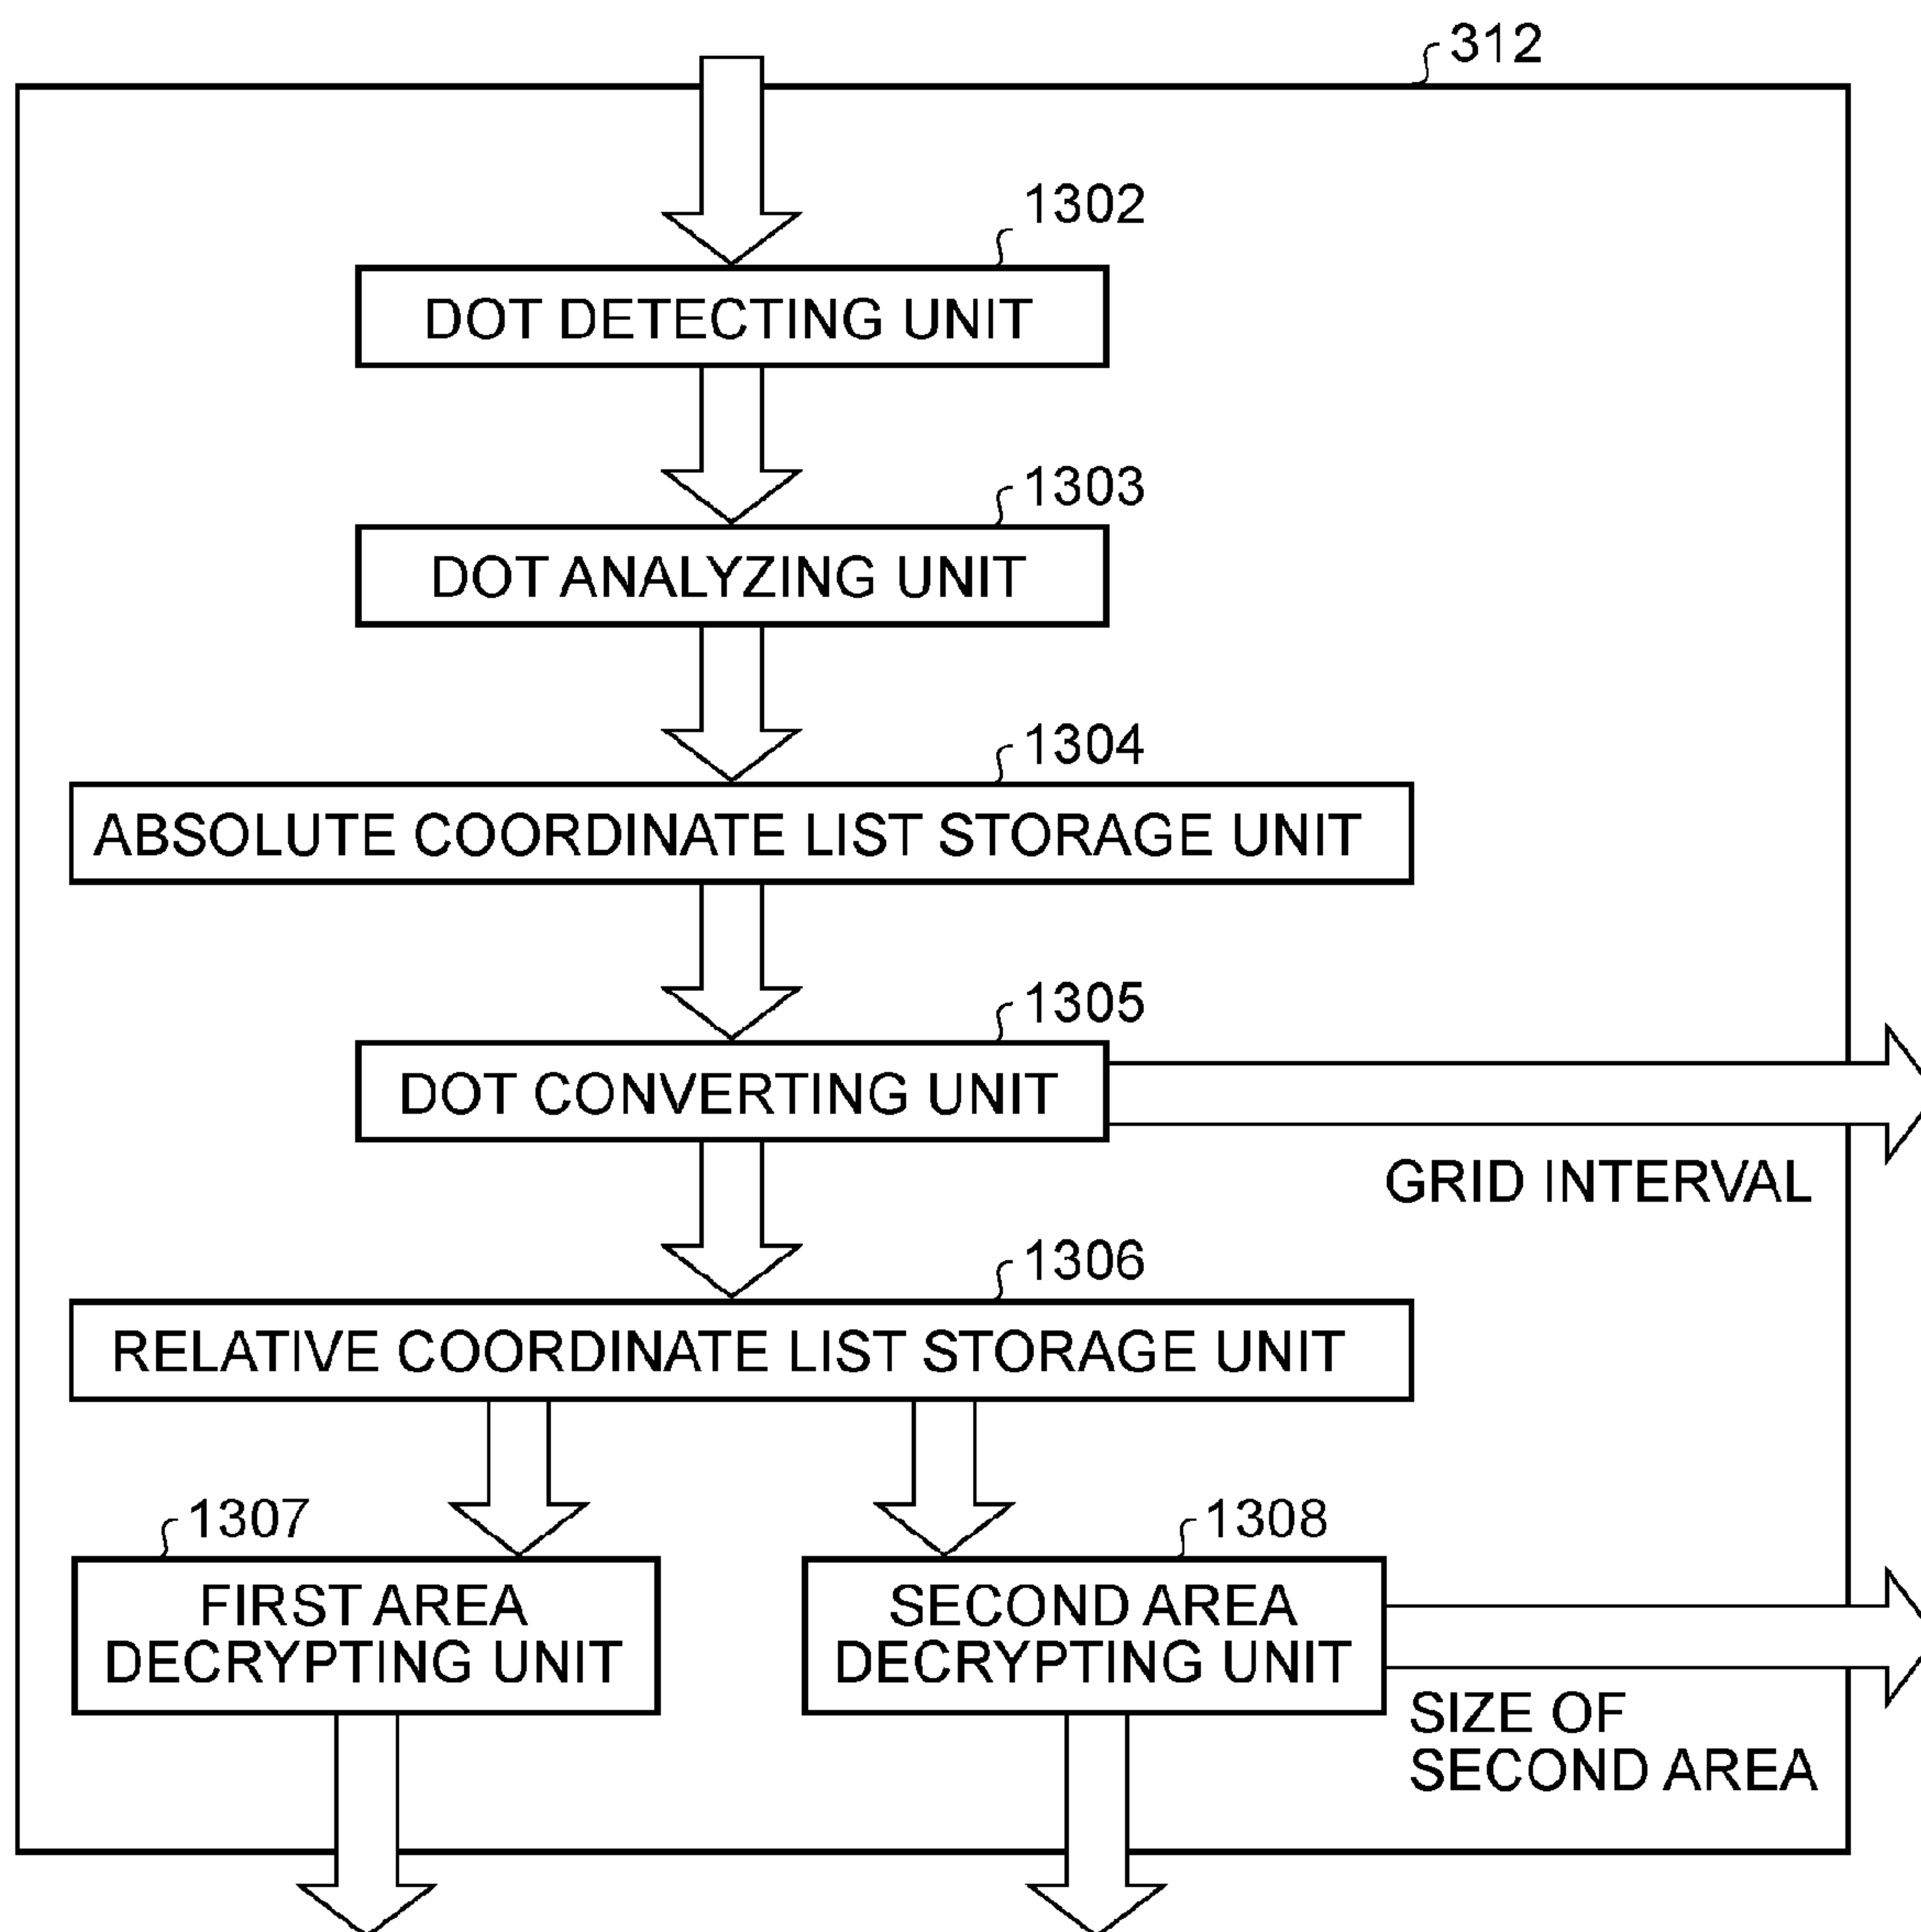 312
1302
DOT DETECTING UNIT
1303
DOT ANALYZING UNIT
1304
ABSOLUTE COORDINATE LIST STORAGE UNIT
1305
DOT CONVERTING UNIT
GRID INTERVAL
1306
RELATIVE COORDINATE LIST STORAGE UNIT
1307
FIRST AREA
DECRYPTING UNIT
1308
SECOND AREA
DECRYPTING UNIT
SIZE OF
SECOND AREA